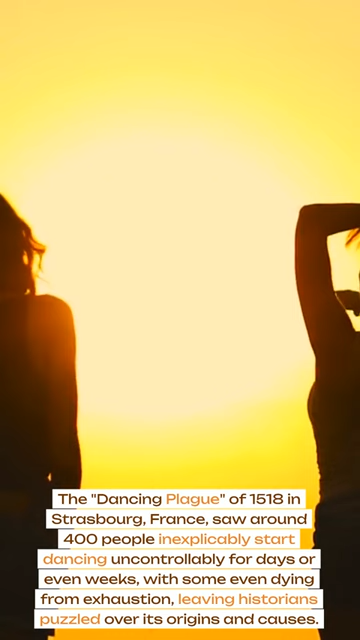 The "Dancing Plague" of 1518 in
Strasbourg, France, saw around
400 people inexplicably start
dancing uncontrollably for days or
even weeks, with some even dying
from exhaustion, leaving historians
puzzled over its origins and causes.